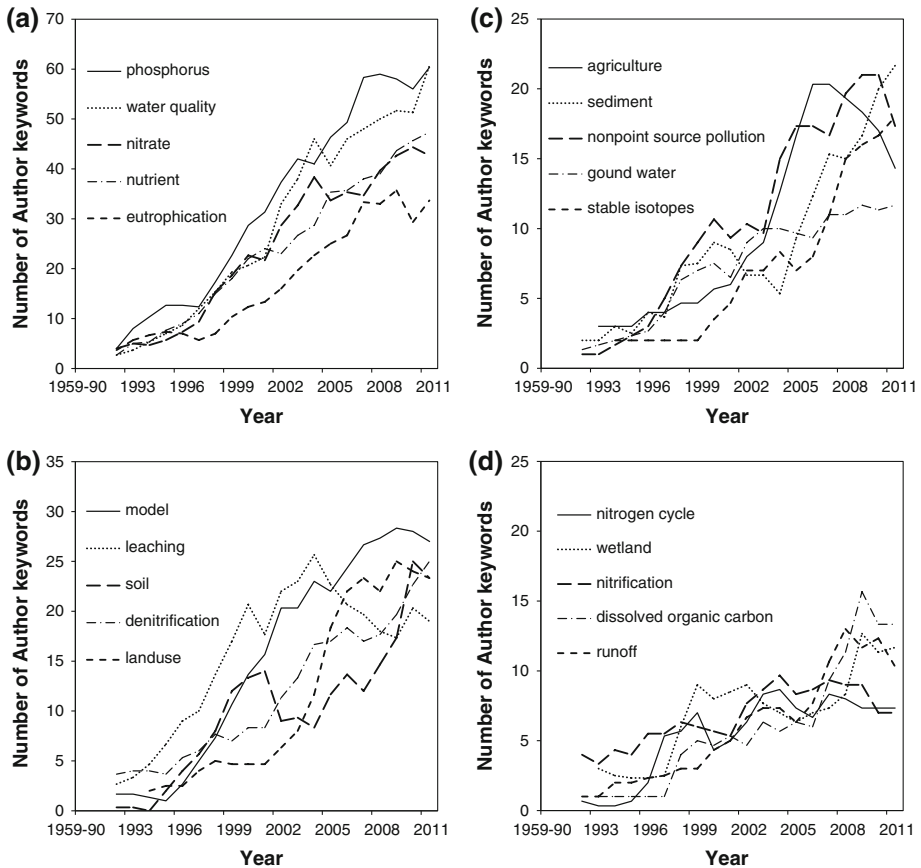 (a)
70
60
50
40
30
20
10
0
Number of Author keywords
phosphorus
water quality
nitrate
nutrient
eutrophication
1959-90 1993 1996 1999 2002 2005 2008 2011
Year
(c)
25
20
15
10
5
0
Number of Author keywords
agriculture
sediment
nonpoint source pollution
gound water
stable isotopes
1959-90 1993 1996 1999 2002 2005 2008 2011
Year
(b)
35
30
25
20
15
10
5
0
Number of Author keywords
model
leaching
soil
denitrification
landuse
1959-90 1993 1996 1999 2002 2005 2008 2011
Year
(d)
25
20
15
10
5
0
Number of Author keywords
nitrogen cycle
wetland
nitrification
dissolved organic carbon
runoff
1959-90 1993 1996 1999 2002 2005 2008 2011
Year